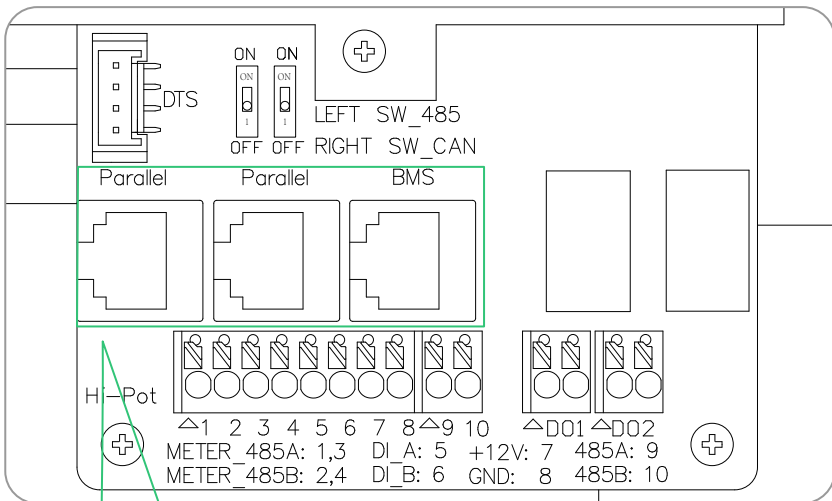 ON ON
ON ON
DTS
1 1
LEFT SW_485
OFF OFF RIGHT SW_CAN
Parallel Parallel BMS
Hi-Pot
1 2 3 4 5 6 7 8 9 10 DO1 DO2
METER_485A: 1,3 DI_A: 5 +12V: 7 485A: 9
METER_485B: 2,4 DI_B: 6 GND: 8 485B: 10